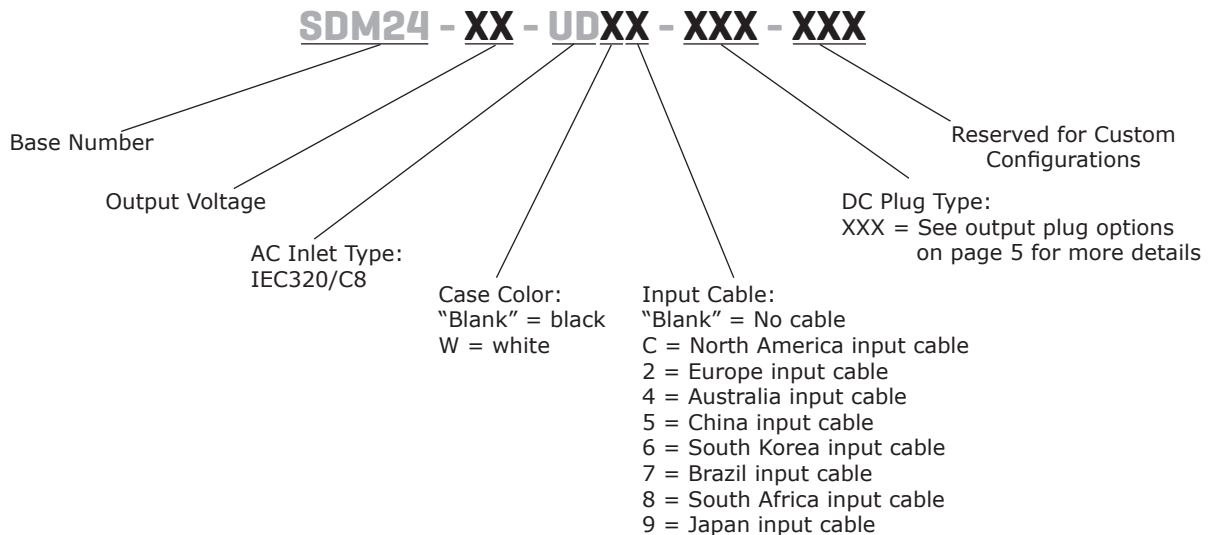 SDM24 - XX - UDXX - XXX - XXX
Base Number
Output Voltage
AC Inlet Type:
IEC320/C8
Case Color:
“Blank” = black
W = white
Input Cable:
“Blank” = No cable
C = North America input cable
2 = Europe input cable
4 = Australia input cable
5 = China input cable
6 = South Korea input cable
7 = Brazil input cable
8 = South Africa input cable
9 = Japan input cable
DC Plug Type:
XXX = See output plug options
on page 5 for more details
Reserved for Custom
Configurations